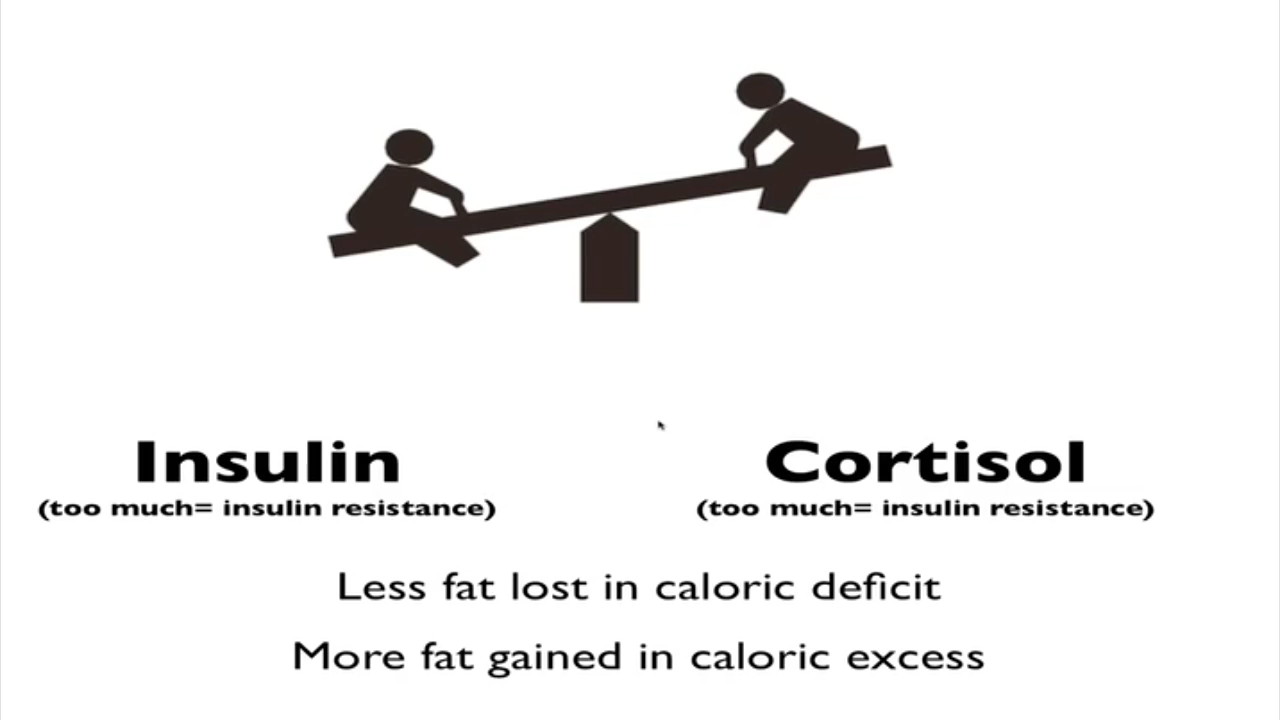 Insulin
(too much= insulin resistance)
Cortisol
(too much= insulin resistance)
Less fat lost in caloric deficit
More fat gained in caloric excess